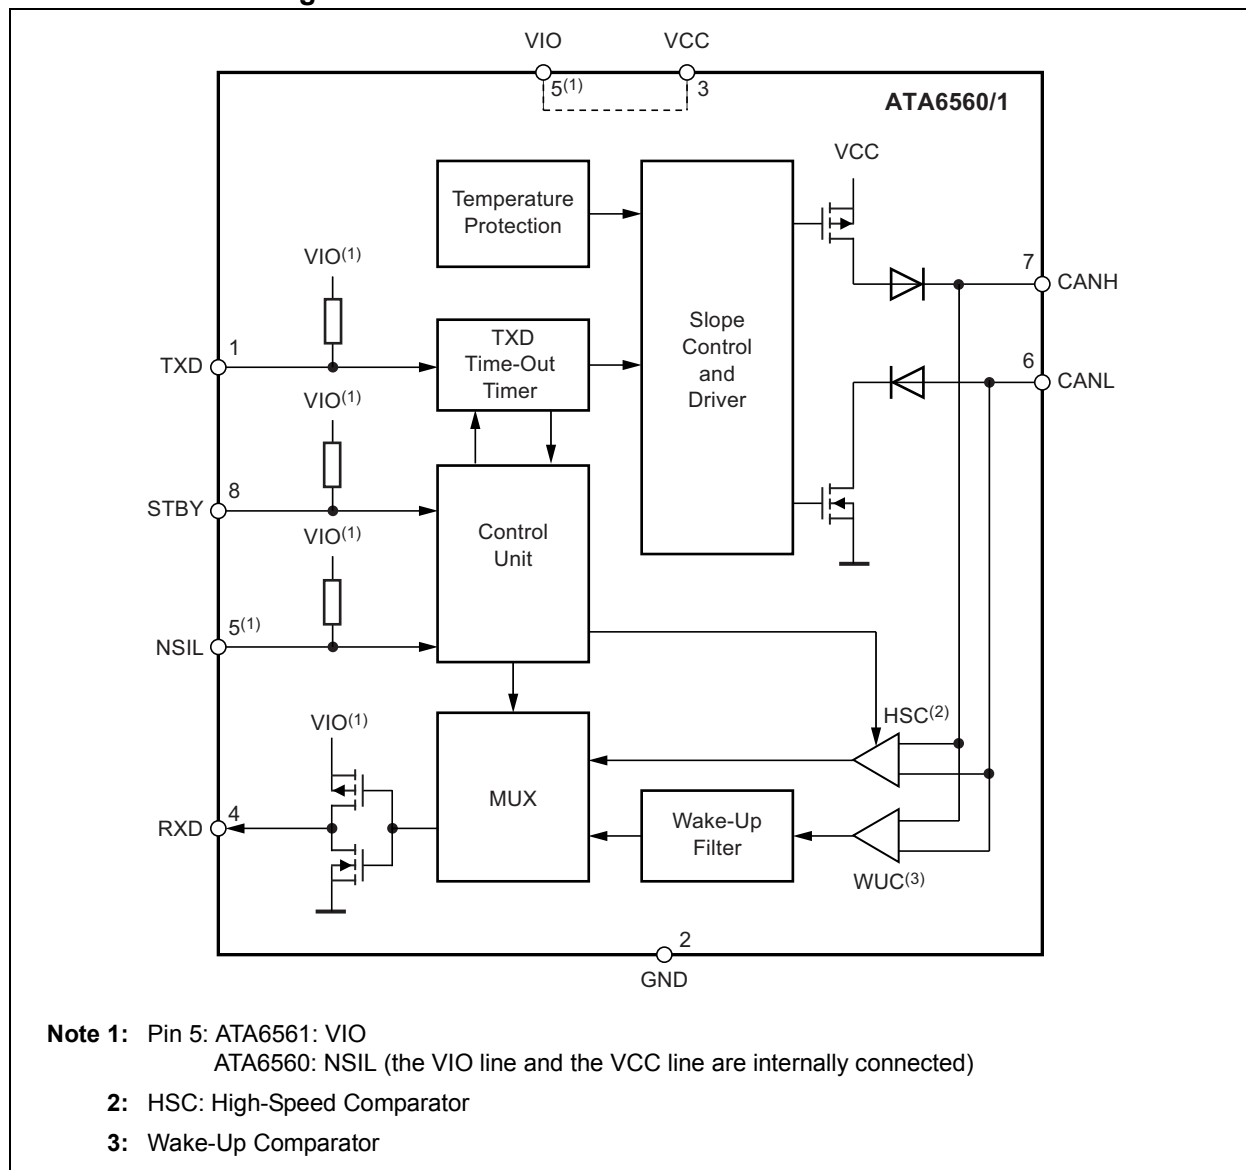 VIO VCC
5(1) 3
ATA6560/1
VCC
Temperature
Protection
VIO(1)
7
CANH
Slope
Control
and
Driver
1
TXD
TXD
Time-Out
Timer
6
CANL
VIO(1)
8
STBY
Control
Unit
VIO(1)
5(1)
NSIL
HSC(2)
VIO(1)
MUX
4
RXD
Wake-Up
Filter
WUC(3)
2
GND
Note 1: Pin 5: ATA6561: VIO
ATA6560: NSIL (the VIO line and the VCC line are internally connected)
2: HSC: High-Speed Comparator
3: Wake-Up Comparator